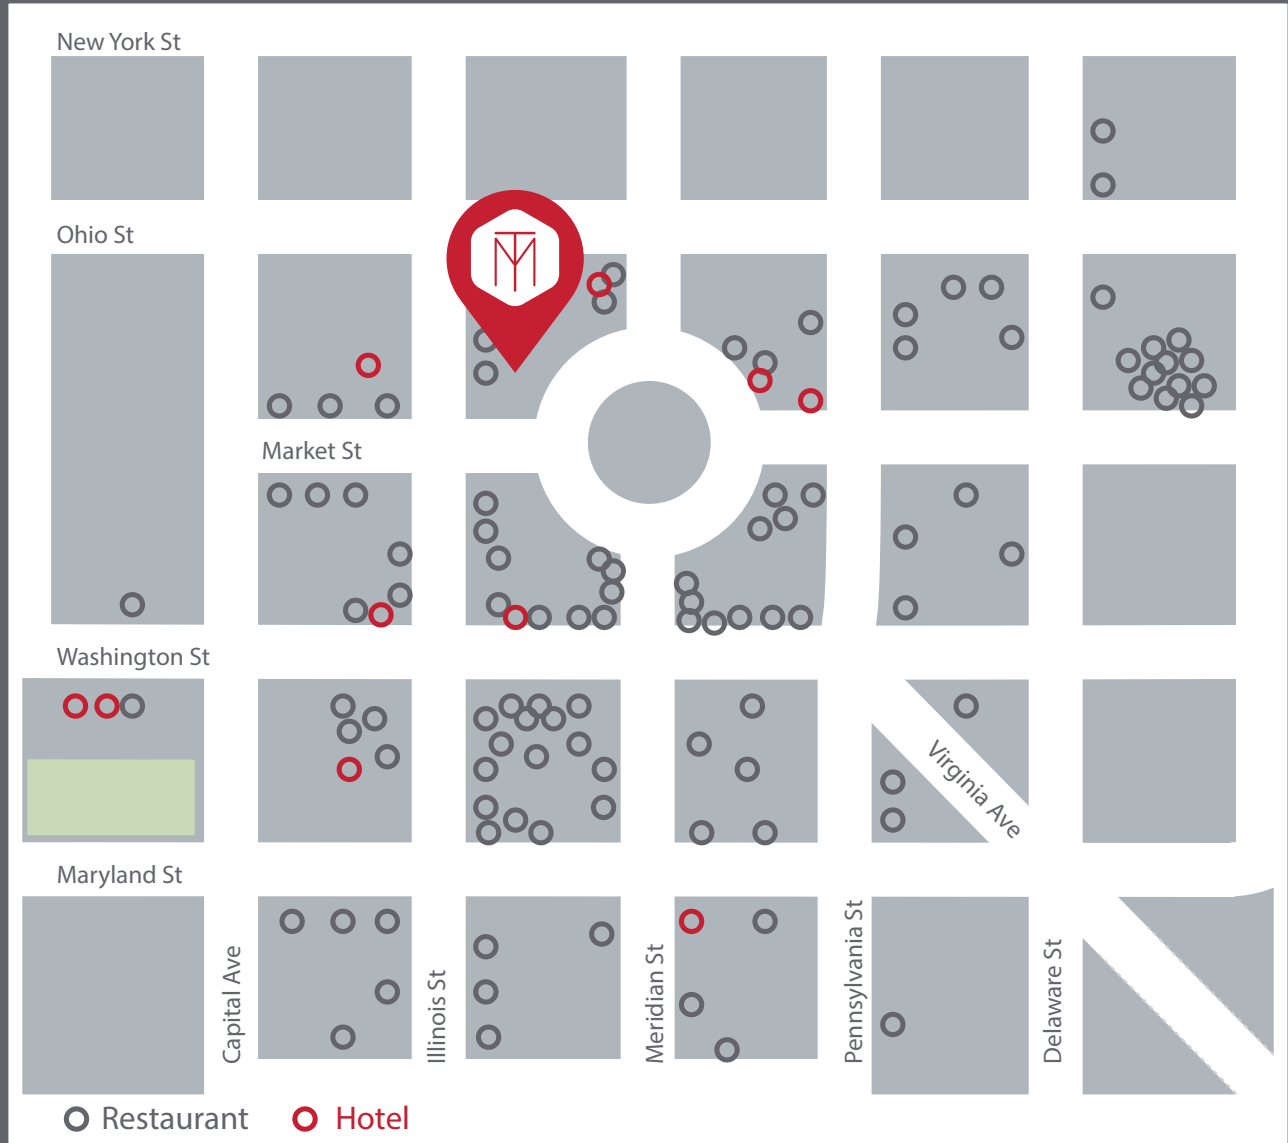 New York St
Ohio St
Market St
Washington St
Virginia Ave
Maryland St
Capital Ave
Illinois St
Meridian St
Pennsylvania St
Delaware St
Restaurant
Hotel